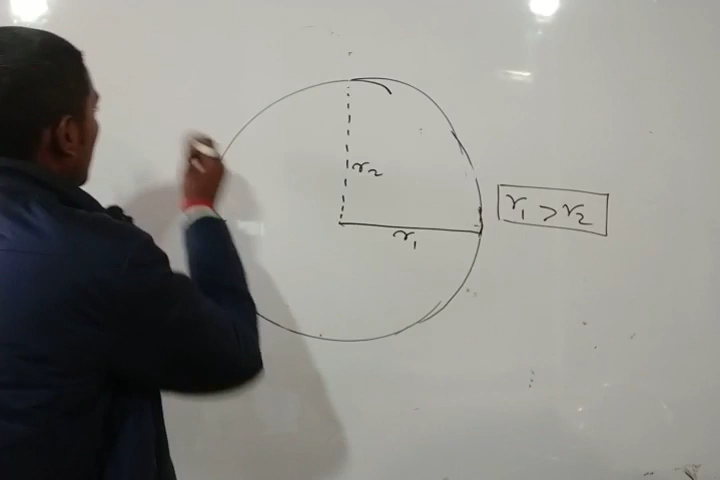 r₂
r₁
r₁ > r₂